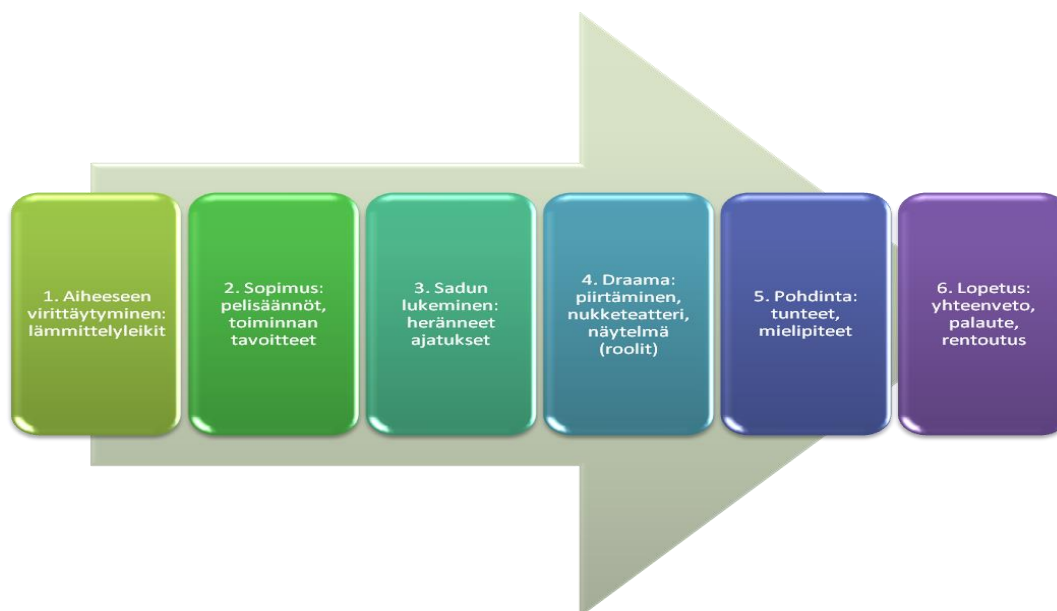 1. Aiheeseen
virittäytyminen:
lämmittelyleikit
2. Sopimus:
pelisäännöt,
toiminnan
tavoitteet
3. Sadun
lukeminen:
heränneet
ajatukset
4. Draama:
piirtäminen,
nukketeatteri,
näytelmä
(roolit)
5. Pohdinta:
tunteet,
mielipiteet
6. Lopetus:
yhteenveto,
palaute,
rentoutus